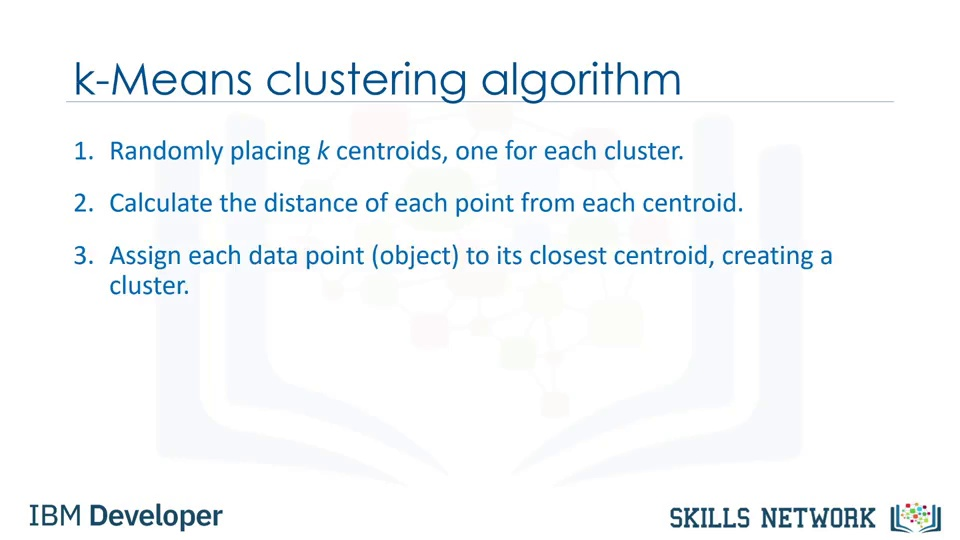 k-Means clustering algorithm
1. Randomly placing k centroids, one for each cluster.
2. Calculate the distance of each point from each centroid.
3. Assign each data point (object) to its closest centroid, creating a
cluster.
IBM Developer
SKILLS NETWORK